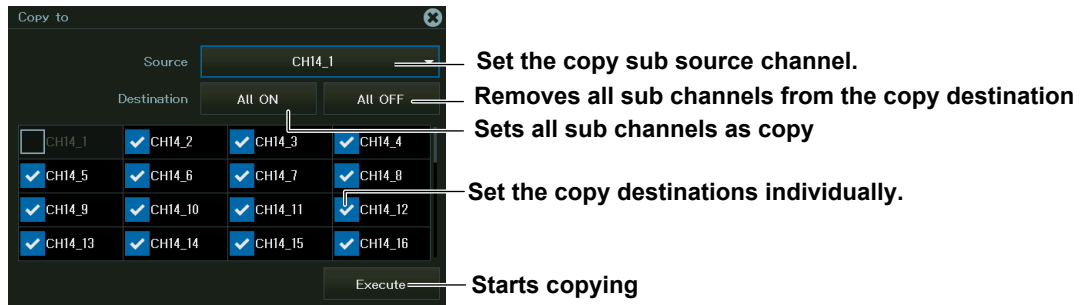 Copy to
Source CH14_1 Set the copy sub source channel.
Destination All ON All OFF Removes all sub channels from the copy destination
Sets all sub channels as copy
CH14_1 CH14_2 CH14_3 CH14_4
CH14_5 CH14_6 CH14_7 CH14_8
Set the copy destinations individually.
CH14_9 CH14_10 CH14_11 CH14_12
CH14_13 CH14_14 CH14_15 CH14_16
Execute Starts copying